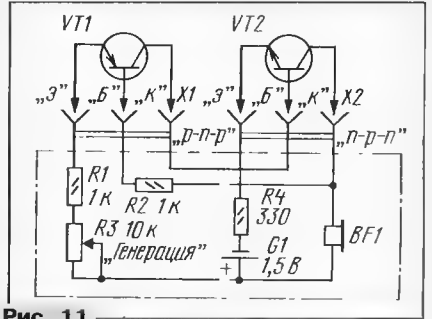 VT1 VT2
„Э” „Б” „К” X1 „Э” „Б” „К” X2
„p-n-p” „n-p-n”
R1
1к
R2 1к
R3 10к
„Генерация”
R4
330
G1
1,5 В
+
BF1
Рис. 11